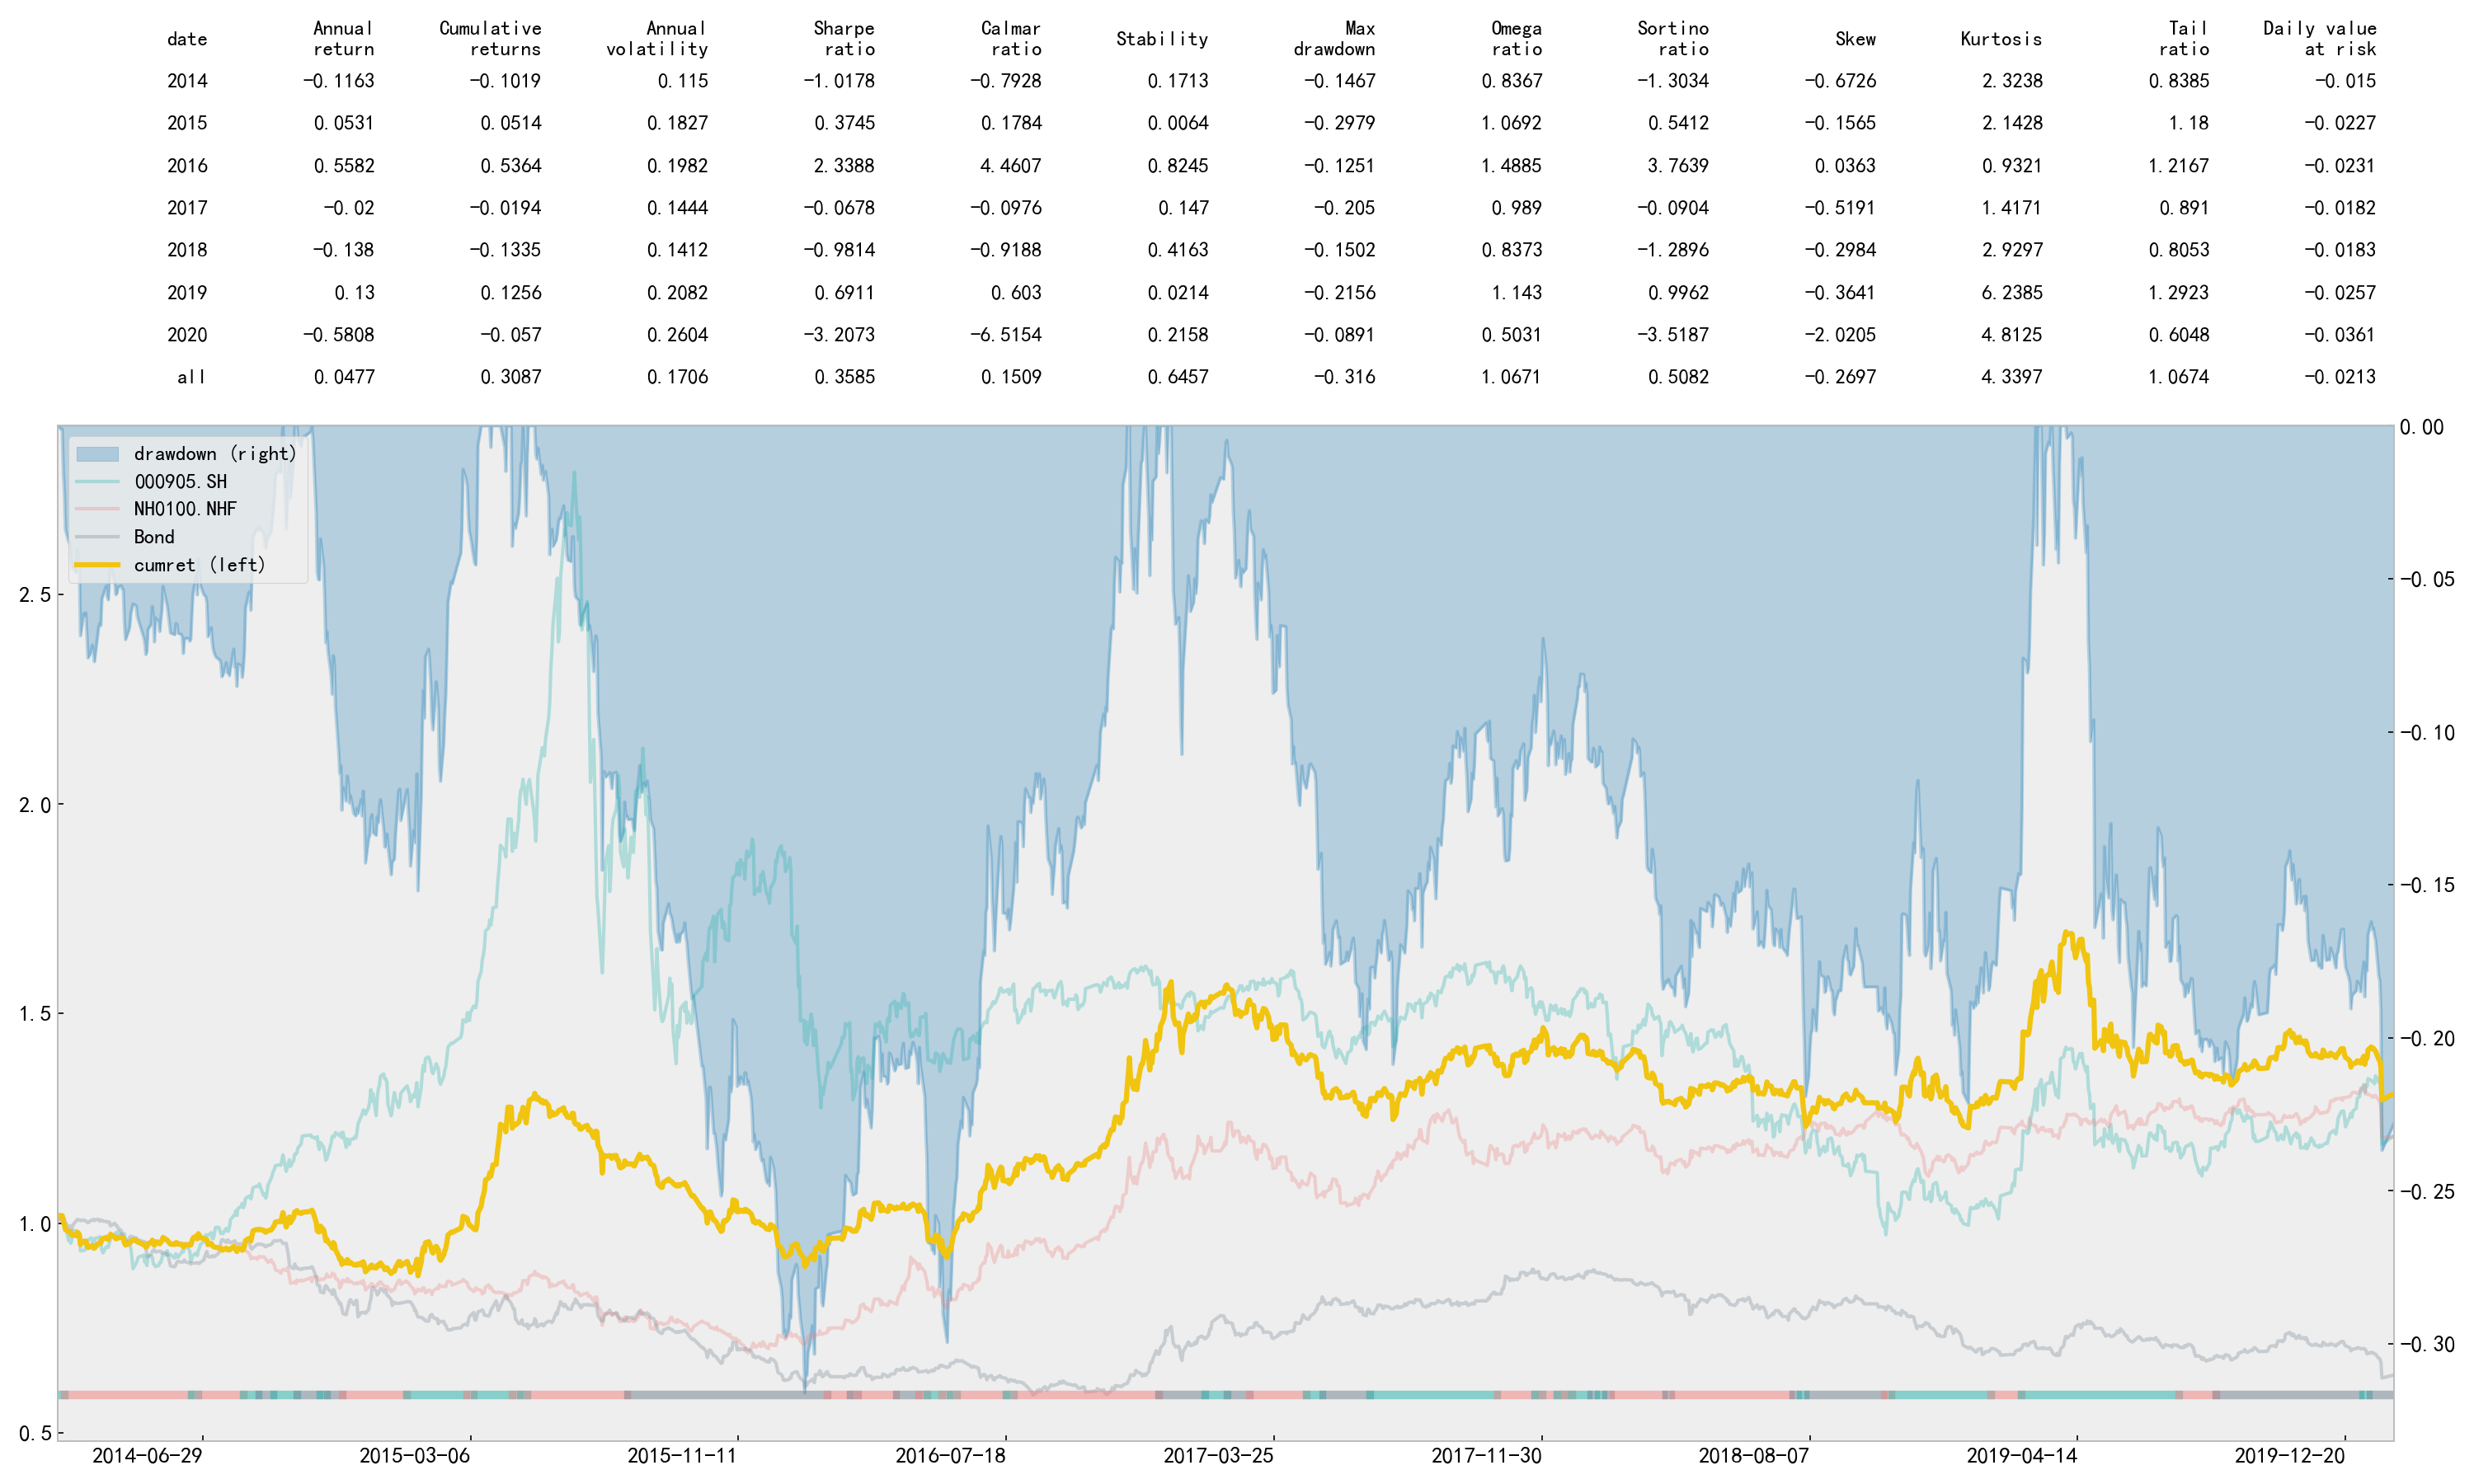 date Annual return Cumulative returns Annual volatility Sharpe ratio Calmar ratio Stability Max drawdown Omega ratio Sortino ratio Skew Kurtosis Tail ratio Daily value at risk
2014 −0.1163 −0.1019 0.115 −1.0178 −0.7928 0.1713 −0.1467 0.8367 −1.3034 −0.6726 2.3238 0.8385 −0.015
2015 0.0531 0.0514 0.1827 0.3745 0.1784 0.0064 −0.2979 1.0692 0.5412 −0.1565 2.1428 1.18 −0.0227
2016 0.5582 0.5364 0.1982 2.3388 4.4607 0.8245 −0.1251 1.4885 3.7639 0.0363 0.9321 1.2167 −0.0231
2017 −0.02 −0.0194 0.1444 −0.0678 −0.0976 0.147 −0.205 0.989 −0.0904 −0.5191 1.4171 0.891 −0.0182
2018 −0.138 −0.1335 0.1412 −0.9814 −0.9188 0.4163 −0.1502 0.8373 −1.2896 −0.2984 2.9297 0.8053 −0.0183
2019 0.13 0.1256 0.2082 0.6911 0.603 0.0214 −0.2156 1.143 0.9962 −0.3641 6.2385 1.2923 −0.0257
2020 −0.5808 −0.057 0.2604 −3.2073 −6.5154 0.2158 −0.0891 0.5031 −3.5187 −2.0205 4.8125 0.6048 −0.0361
all 0.0477 0.3087 0.1706 0.3585 0.1509 0.6457 −0.316 1.0671 0.5082 −0.2697 4.3397 1.0674 −0.0213
drawdown (right)
000905.SH
NH0100.NHF
Bond
cumret (left)
2.5
2.0
1.5
1.0
0.5
0.00
−0.05
−0.10
−0.15
−0.20
−0.25
−0.30
2014-06-29 2015-03-06 2015-11-11 2016-07-18 2017-03-25 2017-11-30 2018-08-07 2019-04-14 2019-12-20